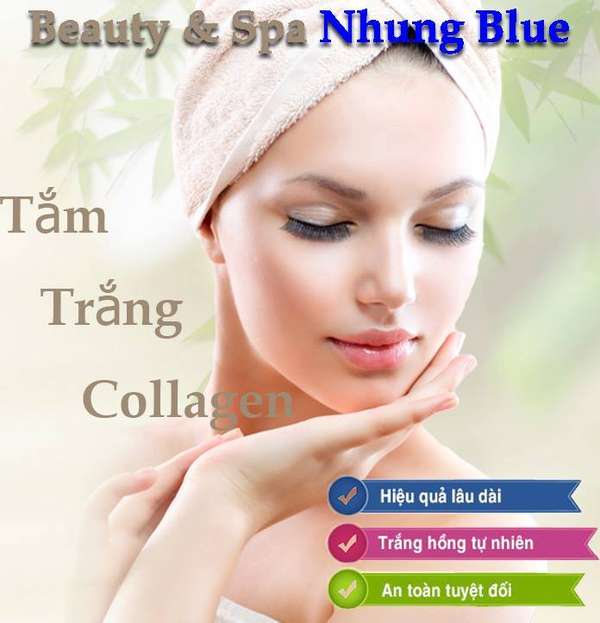 Beauty & Spa Nhung Blue
Tắm
Trắng
Collagen
Hiệu quả lâu dài
Trắng hồng tự nhiên
An toàn tuyệt đối